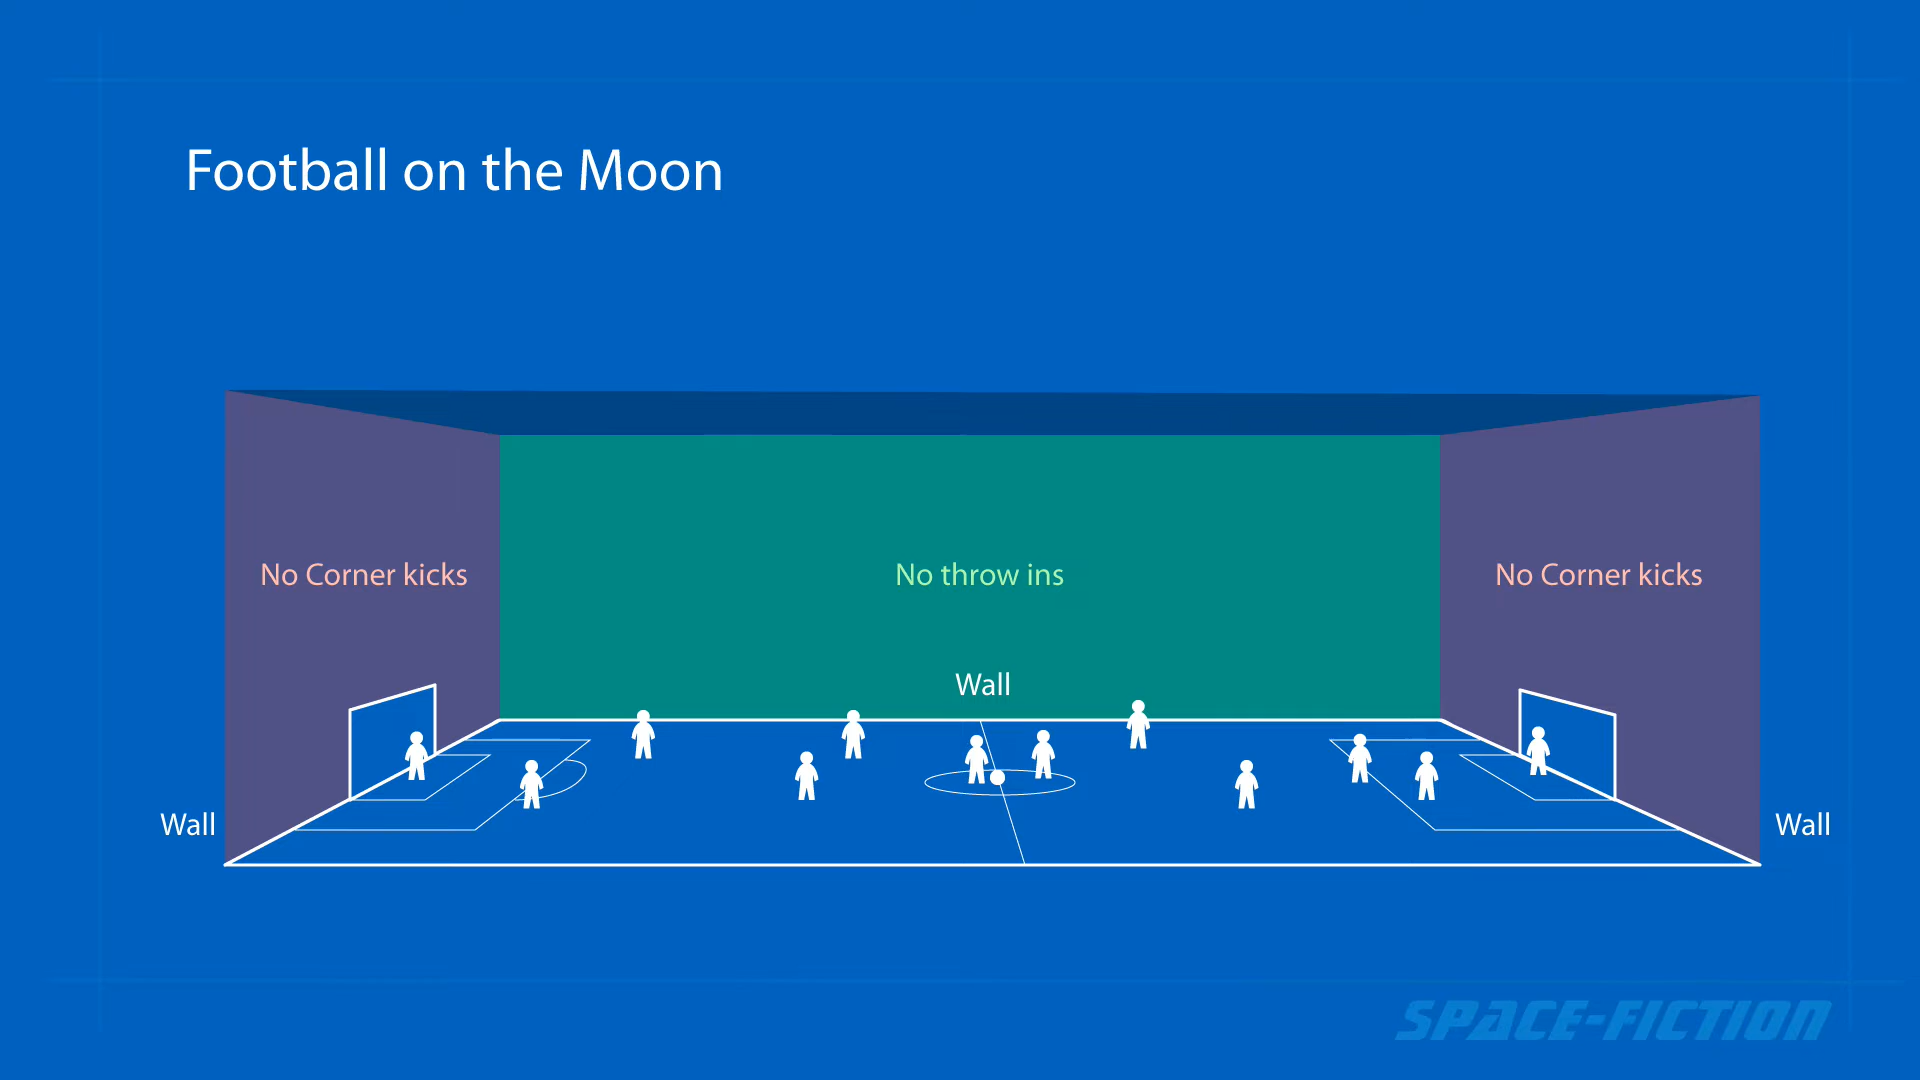 Football on the Moon
No Corner kicks
No throw ins
No Corner kicks
Wall
Wall
Wall
SPACE-FICTION